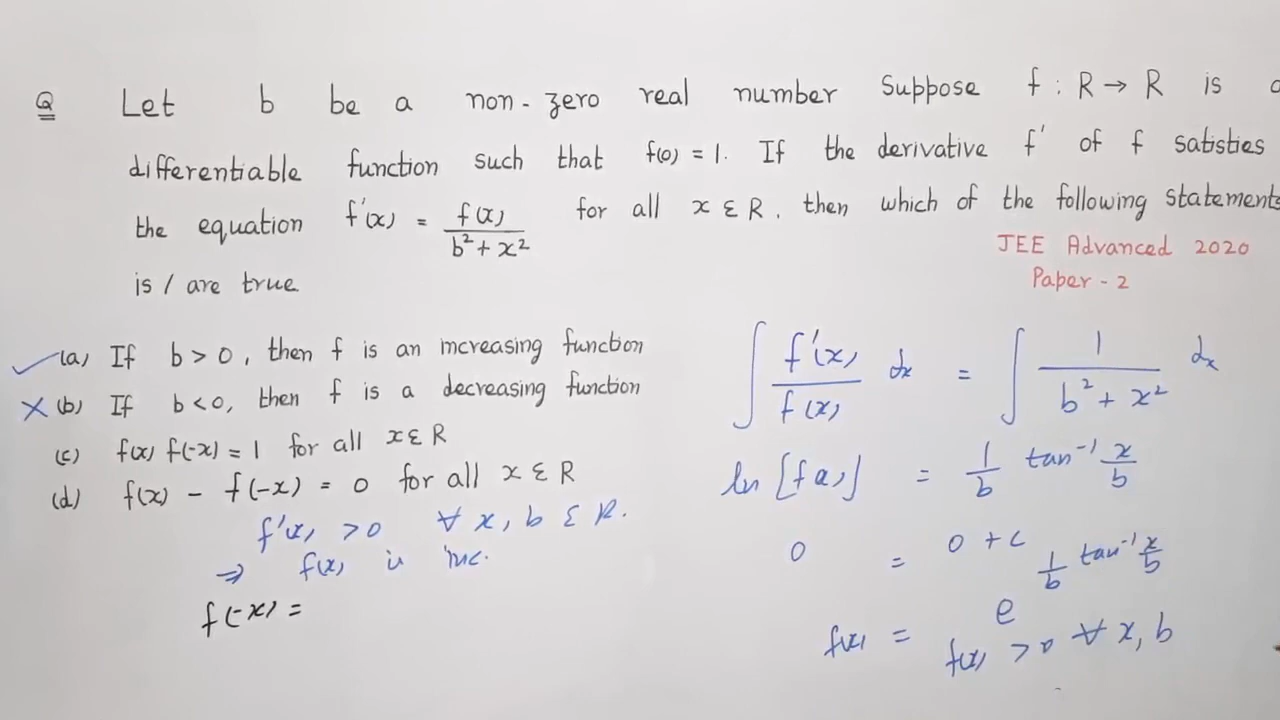 Q Let b be a non-zero real number Suppose f : R → R is a
differentiable function such that f(0) = 1. If the derivative f' of f satisties
the equation f'(x) = f(x) / b² + x² for all x ε R, then which of the following statements
JEE Advanced 2020
Paper - 2
is / are true
(a) If b > 0, then f is an increasing function
(b) If b < 0, then f is a decreasing function
(c) f(x) f(-x) = 1 for all x ε R
(d) f(x) - f(-x) = 0 for all x ε R
f'(x) > 0 ∀ x, b ε R.
⇒ f(x) is inc.
f(-x) =
∫ f'(x) / f(x) dx = ∫ 1 / b² + x² dx
ln [f(x)] = 1/b tan⁻¹ x/b
0 = 0 + c
f(x) = e^(1/b tan⁻¹ x/b)
f(x) > 0 ∀ x, b